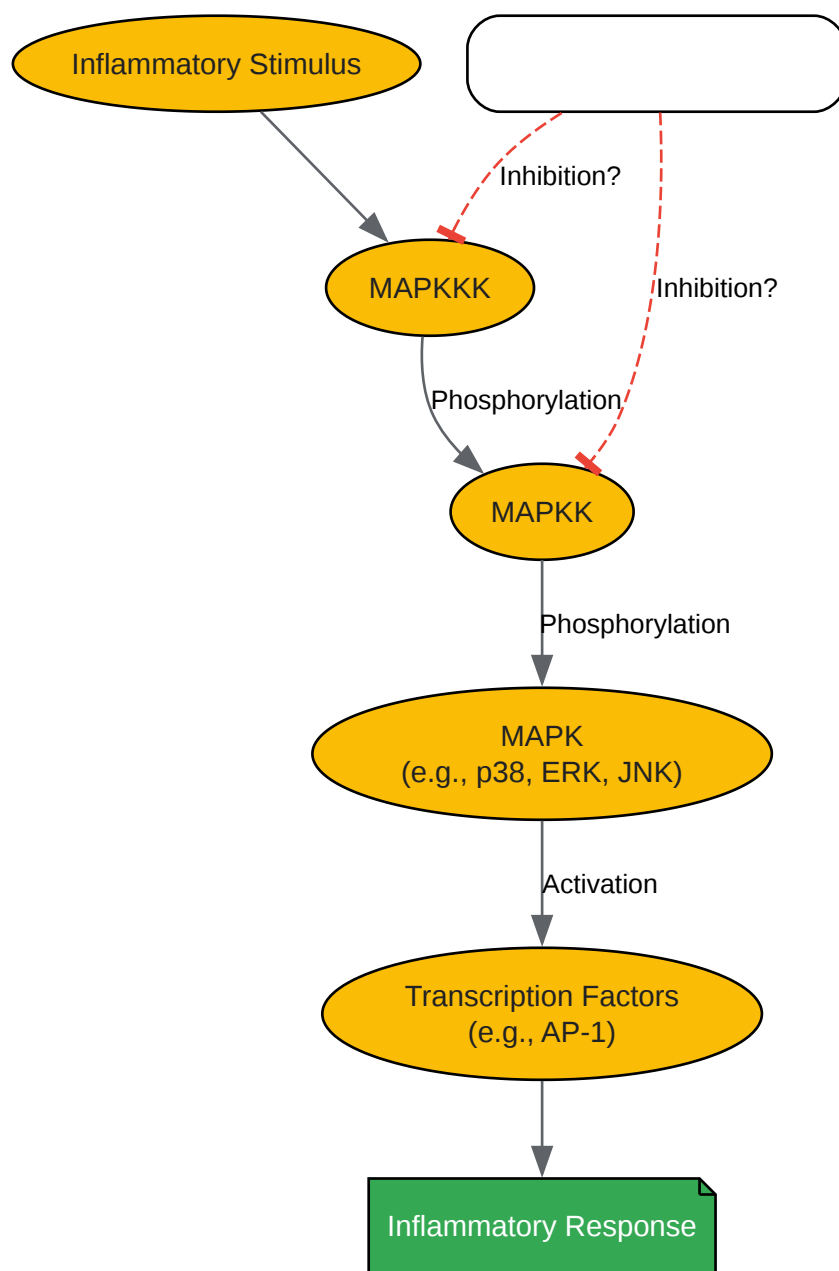 Inflammatory Stimulus
Inhibition?
Inhibition?
MAPKKK
Phosphorylation
MAPKK
Phosphorylation
MAPK
(e.g., p38, ERK, JNK)
Activation
Transcription Factors
(e.g., AP-1)
Inflammatory Response